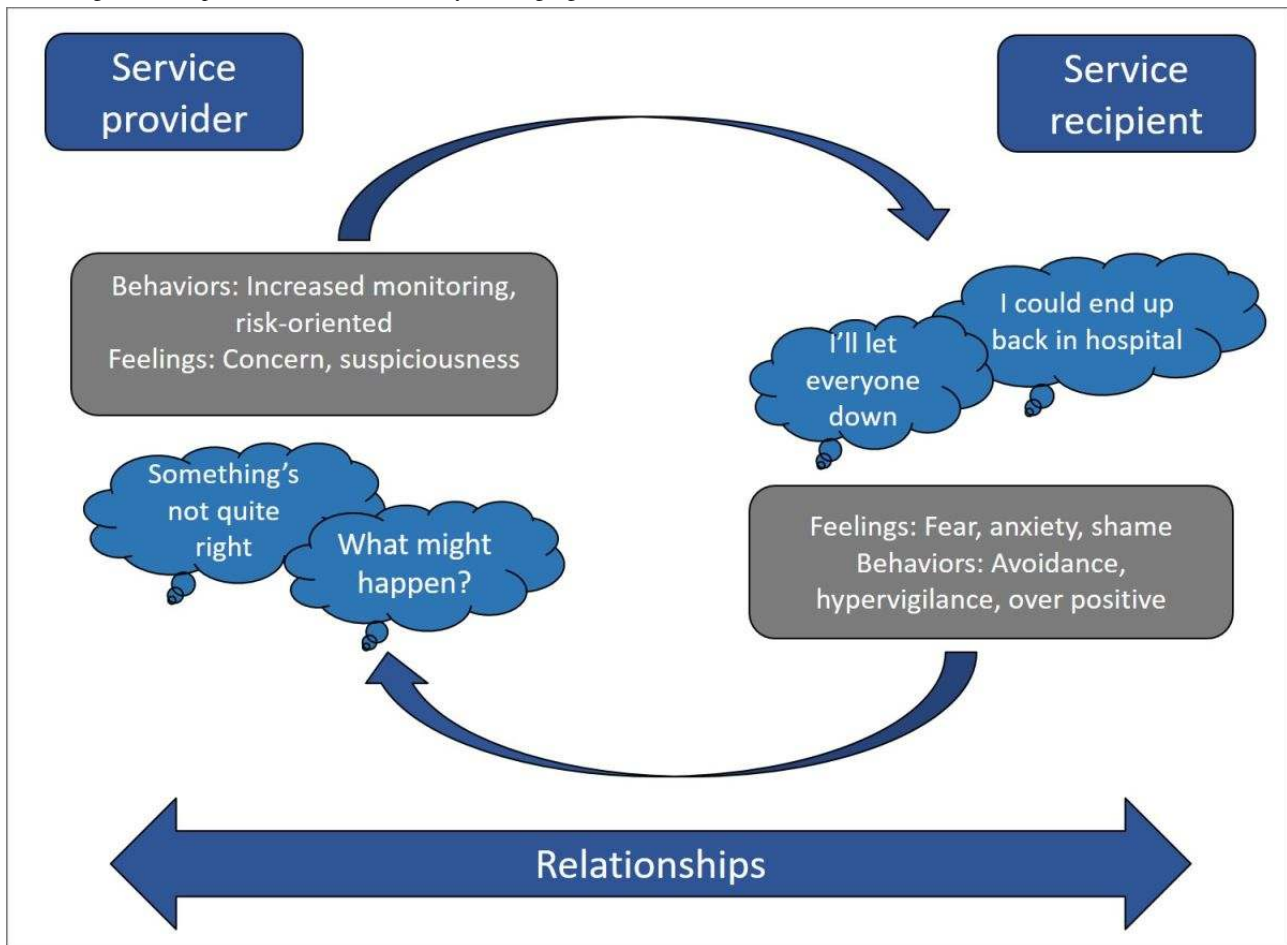 Service
provider
Service
recipient
Behaviors: Increased monitoring,
risk-oriented
Feelings: Concern, suspiciousness
I could end up
back in hospital
I'll let
everyone
down
Something's
not quite
right
What might
happen?
Feelings: Fear, anxiety, shame
Behaviors: Avoidance,
hypervigilance, over positive
Relationships